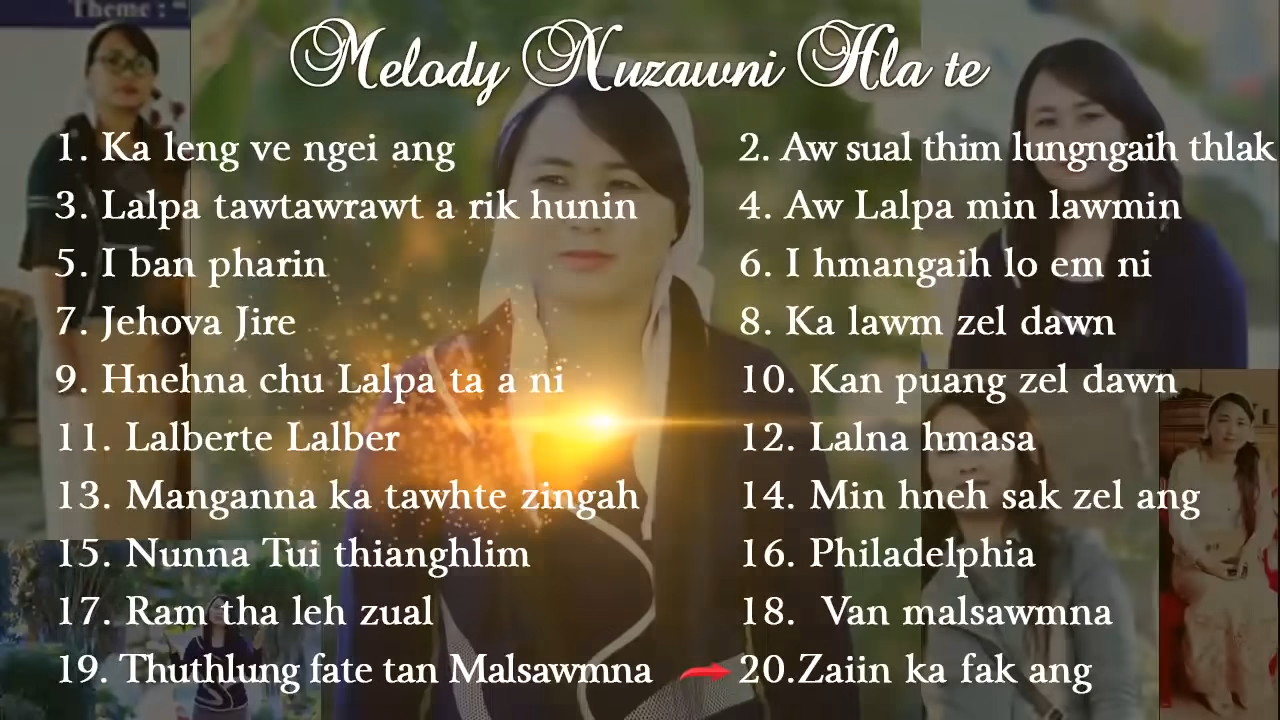 Theme :
Melody Nuzawni Hla te
1. Ka leng ve ngei ang
2. Aw sual thim lungngaih thlak
3. Lalpa tawtawrawt a rik hunin
4. Aw Lalpa min lawmin
5. I ban pharin
6. I hmangaih lo em ni
7. Jehova Jire
8. Ka lawm zel dawn
9. Hnehna chu Lalpa ta a ni
10. Kan puang zel dawn
11. Lalberte Lalber
12. Lalna hmasa
13. Manganna ka tawhte zingah
14. Min hneh sak zel ang
15. Nunna Tui thianghlim
16. Philadelphia
17. Ram tha leh zual
18. Van malsawmna
19. Thuthlung fate tan Malsawmna
20.Zaiin ka fak ang